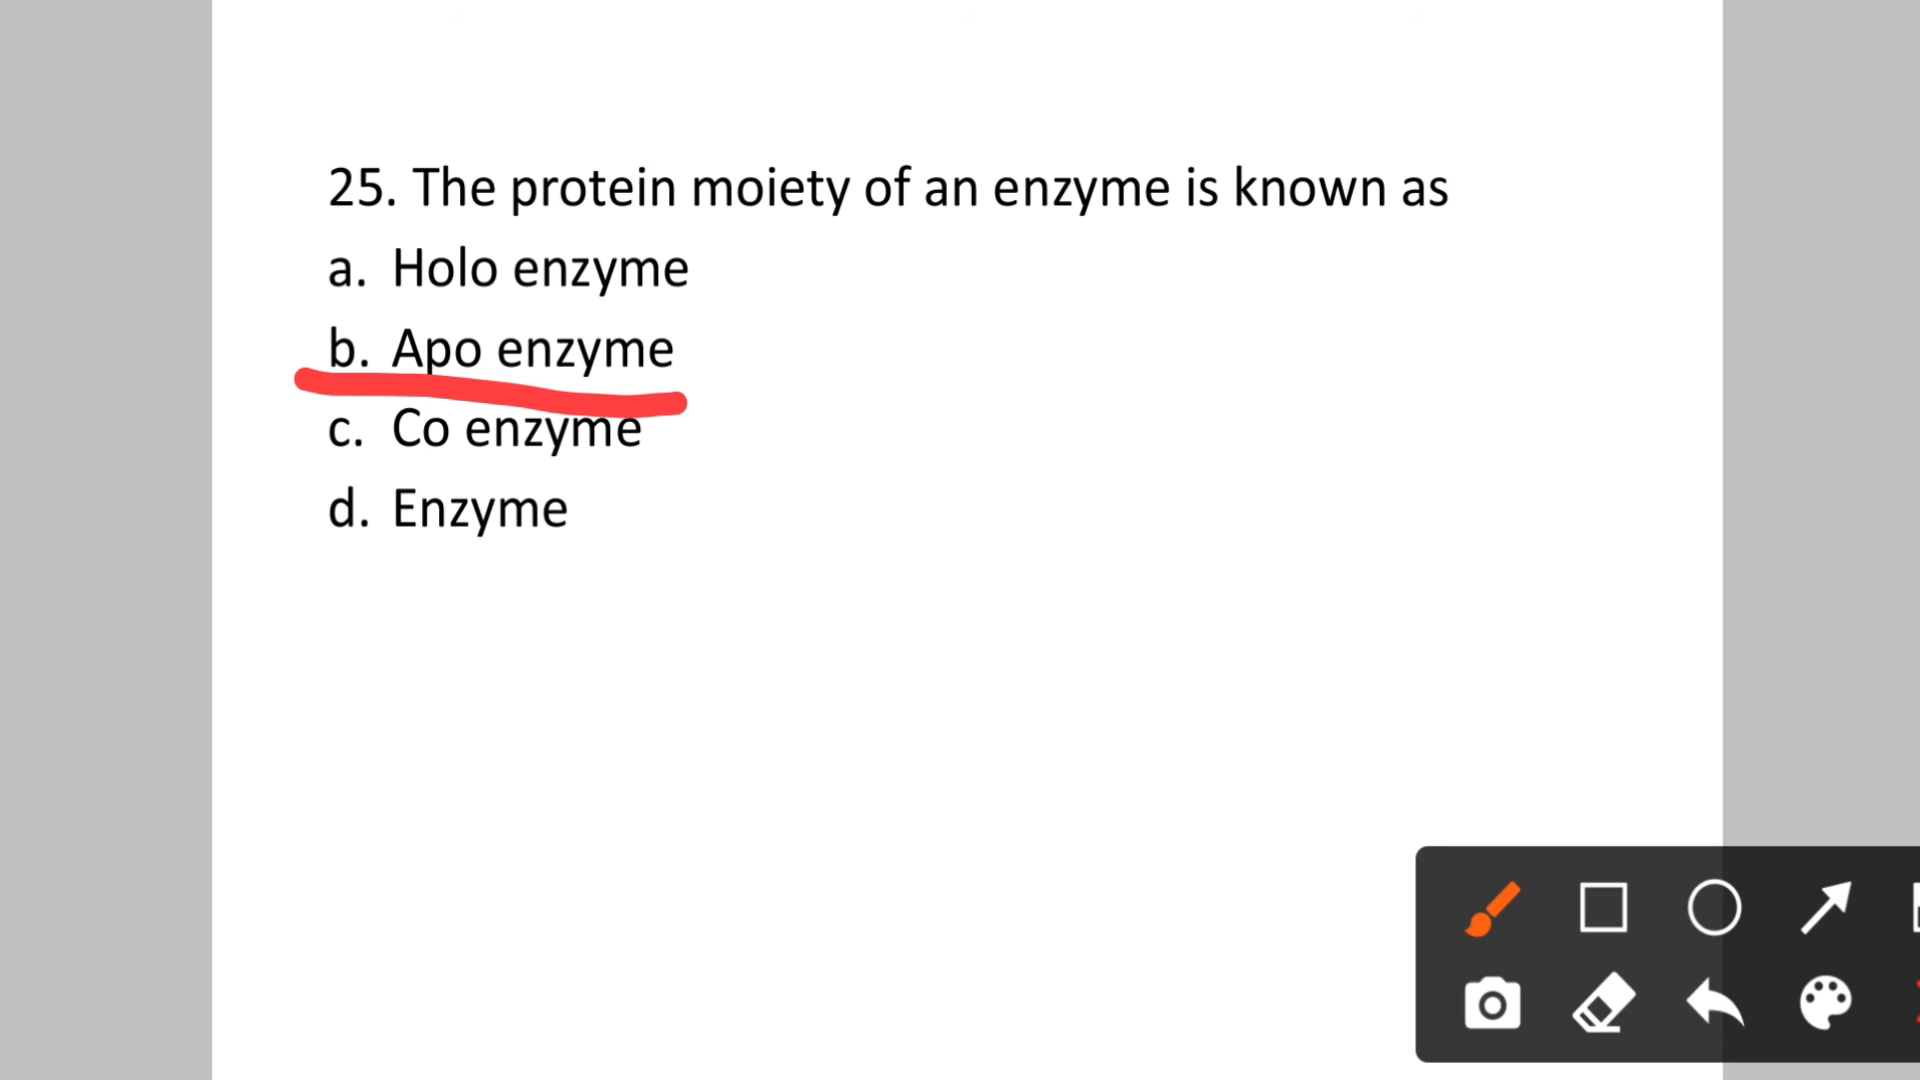 25. The protein moiety of an enzyme is known as
a. Holo enzyme
b. Apo enzyme
c. Co enzyme
d. Enzyme